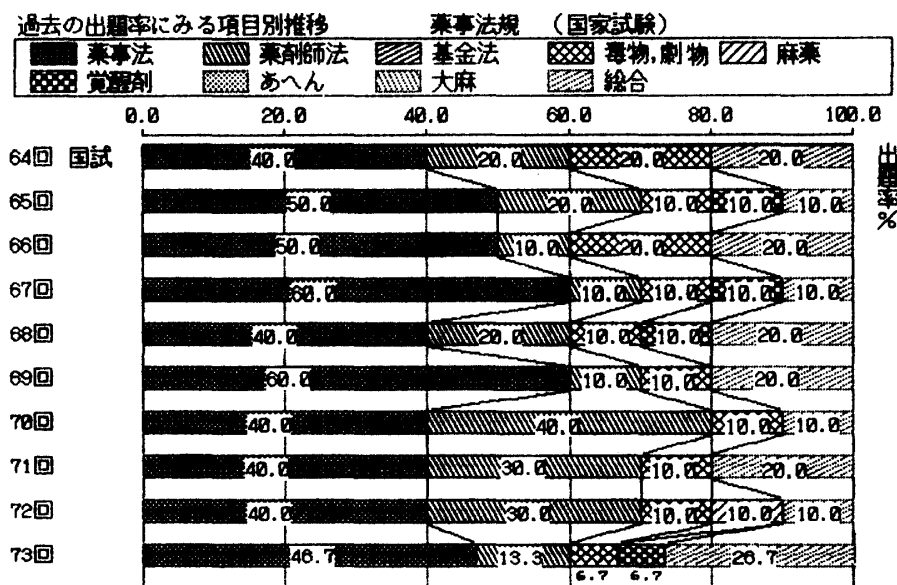 過去の出題率にみる項目別推移 薬事法規 (国家試験)
薬事法 薬剤師法 基金法 毒物,劇物 麻薬
覚醒剤 あへん 大麻 総合
0.0 20.0 40.0 60.0 80.0 100.0
64回 国試 40.0 20.0 20.0 20.0
65回 50.0 20.0 10.0 10.0 10.0
66回 50.0 10.0 20.0 20.0
67回 60.0 10.0 10.0 10.0 10.0
68回 40.0 20.0 10.0 10.0 20.0
69回 60.0 10.0 10.0 20.0
70回 40.0 40.0 10.0 10.0
71回 40.0 30.0 10.0 20.0
72回 40.0 30.0 10.0 10.0 10.0
73回 46.7 13.3 26.7
6.7 6.7
出題率%